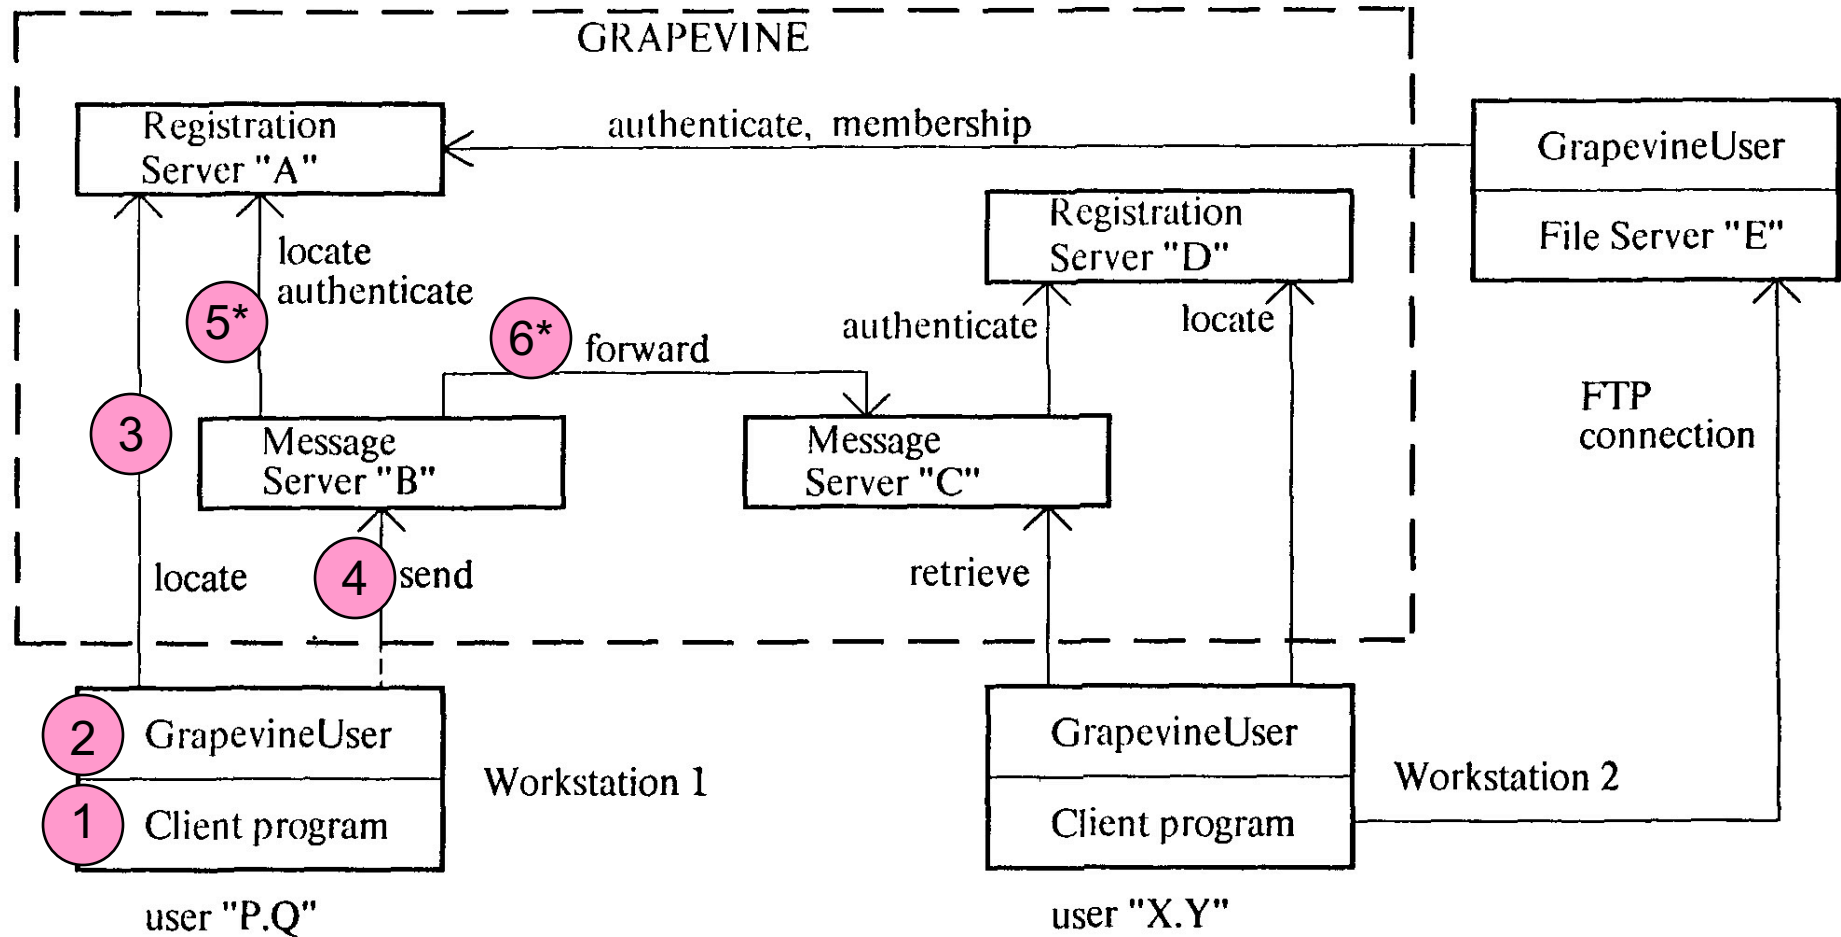 GRAPEVINE
Registration
Server "A"
authenticate, membership
GrapevineUser
File Server "E"
Registration
Server "D"
locate
authenticate
5*
6*
forward
authenticate
locate
FTP
connection
3
Message
Server "B"
Message
Server "C"
locate
4
send
retrieve
2
GrapevineUser
1
Client program
Workstation 1
user "P.Q"
GrapevineUser
Client program
Workstation 2
user "X.Y"